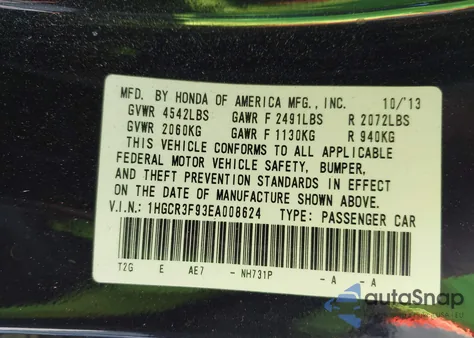 MFD. BY HONDA OF AMERICA MFG., INC. 10/13
GVWR 4542LBS GAWR F 2491LBS R 2072LBS
GVWR 2060KG GAWR F 1130KG R 940KG
THIS VEHICLE CONFORMS TO ALL APPLICABLE
FEDERAL MOTOR VEHICLE SAFETY, BUMPER,
AND THEFT PREVENTION STANDARDS IN EFFECT
ON THE DATE OF MANUFACTURE SHOWN ABOVE.
V.I.N.: 1HGCR3F93EA008624 TYPE: PASSENGER CAR
T2G E AE7 - NH731P - A - A
autoSnap